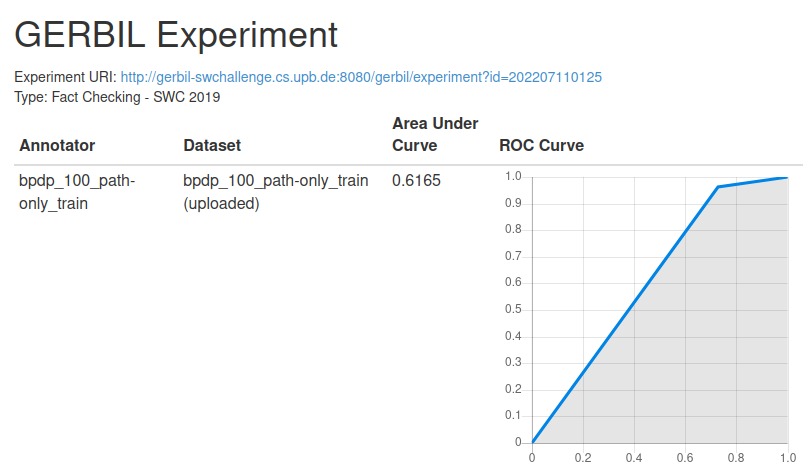 GERBIL Experiment
Experiment URI: http://gerbil-swchallenge.cs.upb.de:8080/gerbil/experiment?id=202207110125
Type: Fact Checking - SWC 2019
Annotator Dataset Area Under Curve ROC Curve
bpdp_100_path-only_train bpdp_100_path-only_train (uploaded) 0.6165
1.0
0.9
0.8
0.7
0.6
0.5
0.4
0.3
0.2
0.1
0
0 0.2 0.4 0.6 0.8 1.0